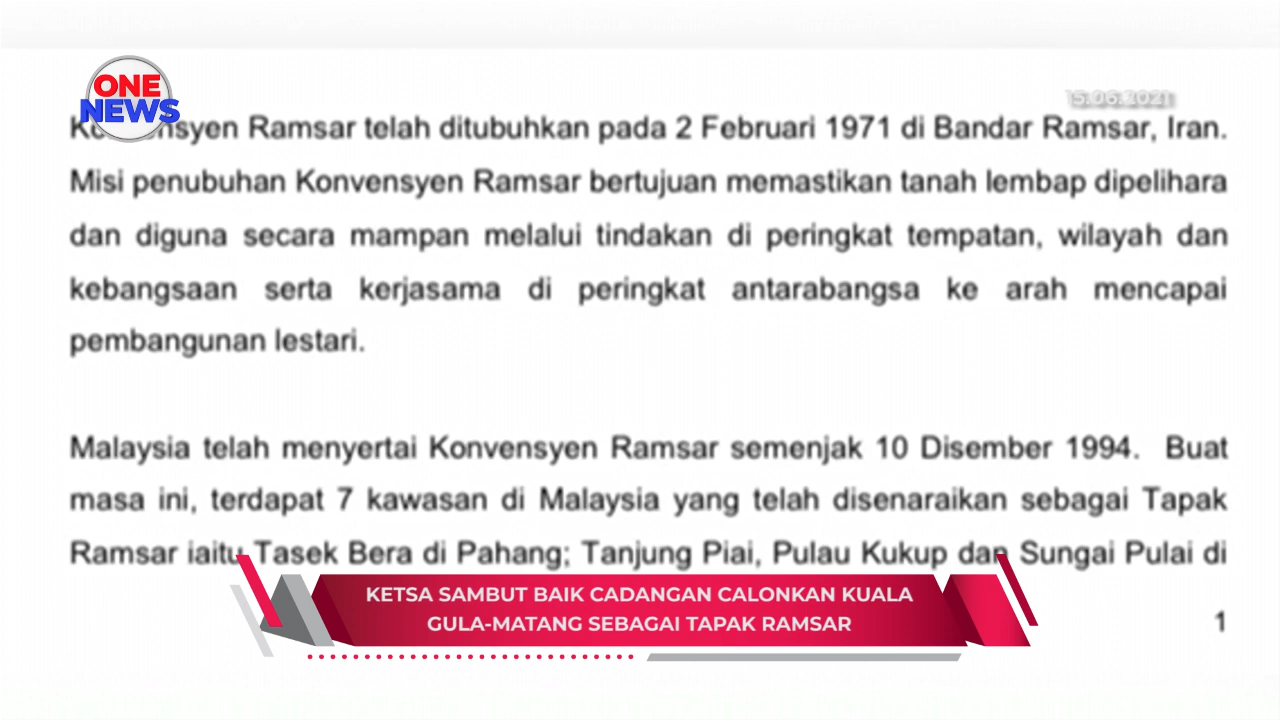 ONE
NEWS
15.06.2021
Konvensyen Ramsar telah ditubuhkan pada 2 Februari 1971 di Bandar Ramsar, Iran.
Misi penubuhan Konvensyen Ramsar bertujuan memastikan tanah lembap dipelihara
dan diguna secara mampan melalui tindakan di peringkat tempatan, wilayah dan
kebangsaan serta kerjasama di peringkat antarabangsa ke arah mencapai
pembangunan lestari.
Malaysia telah menyertai Konvensyen Ramsar semenjak 10 Disember 1994. Buat
masa ini, terdapat 7 kawasan di Malaysia yang telah disenaraikan sebagai Tapak
Ramsar iaitu Tasek Bera di Pahang; Tanjung Piai, Pulau Kukup dan Sungai Pulai di
KETSA SAMBUT BAIK CADANGAN CALONKAN KUALA
GULA-MATANG SEBAGAI TAPAK RAMSAR
1